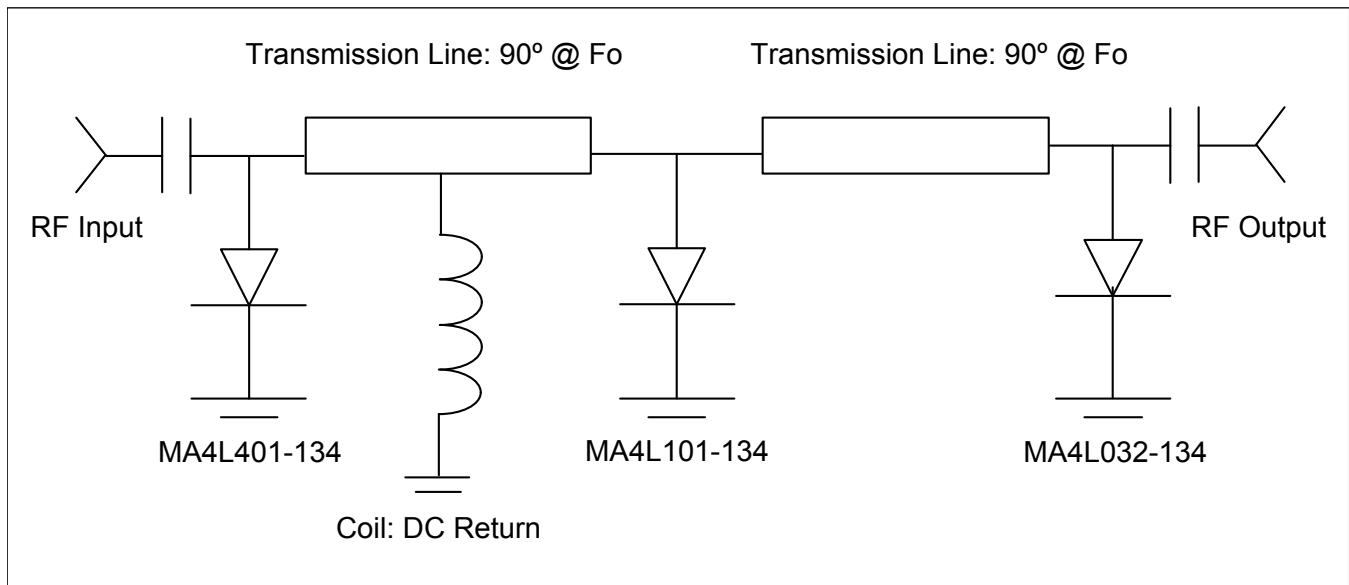 Transmission Line: 90º @ Fo
Transmission Line: 90º @ Fo
RF Input
RF Output
MA4L401-134
MA4L101-134
MA4L032-134
Coil: DC Return